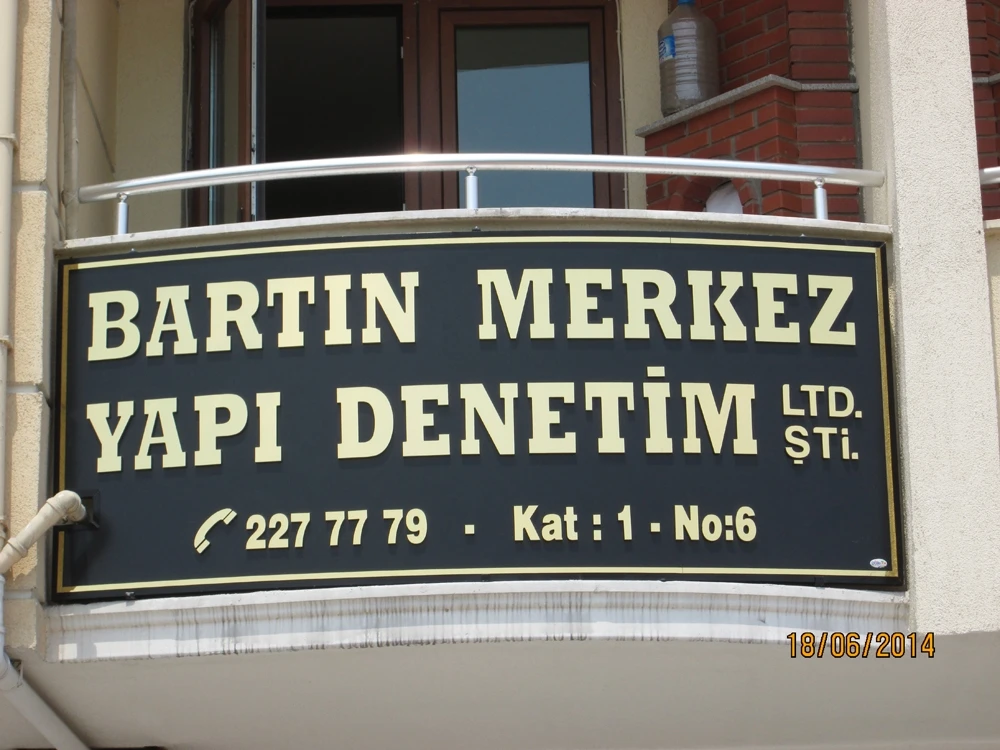 BARTIN MERKEZ
YAPI DENETİM LTD. ŞTİ.
227 77 79 - Kat : 1 - No:6
18/06/2014